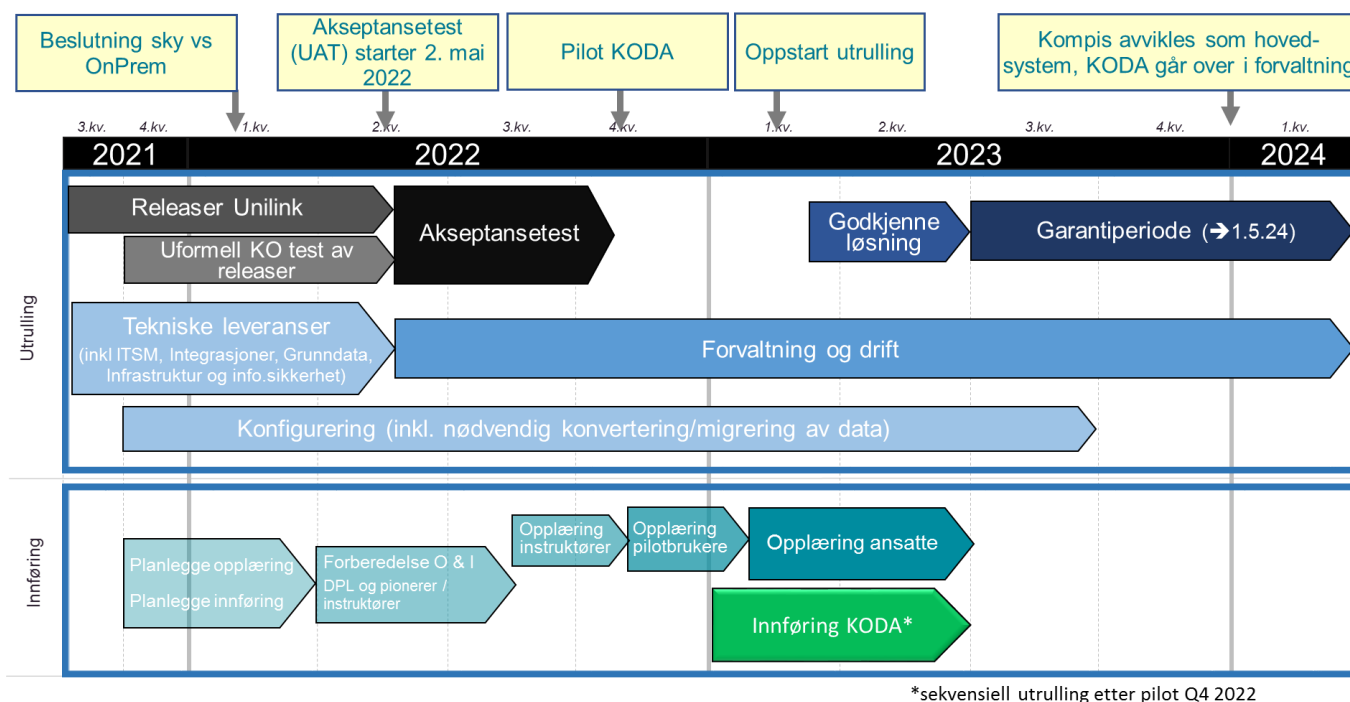 Beslutning sky vs
OnPrem
Akseptansetest
(UAT) starter 2. mai
2022
Pilot KODA
Oppstart utrulling
Kompis avvikles som hoved-
system, KODA går over i forvaltning
3.kv. 4.kv. 1.kv. 2.kv. 3.kv. 4.kv. 1.kv. 2.kv. 3.kv. 4.kv. 1.kv.
2021 2022 2023 2024
Utrulling
Releaser Unilink
Uformell KO test av
releaser
Akseptansetest
Godkjenne
løsning
Garantiperiode (➔1.5.24)
Tekniske leveranser
(inkl ITSM, Integrasjoner, Grunndata,
Infrastruktur og info.sikkerhet)
Forvaltning og drift
Konfigurering (inkl. nødvendig konvertering/migrering av data)
Innføring
Planlegge opplæring
Planlegge innføring
Forberedelse O & I
DPL og pionerer /
instruktører
Opplæring
instruktører
Opplæring
pilotbrukere
Opplæring ansatte
Innføring KODA*
*sekvensiell utrulling etter pilot Q4 2022